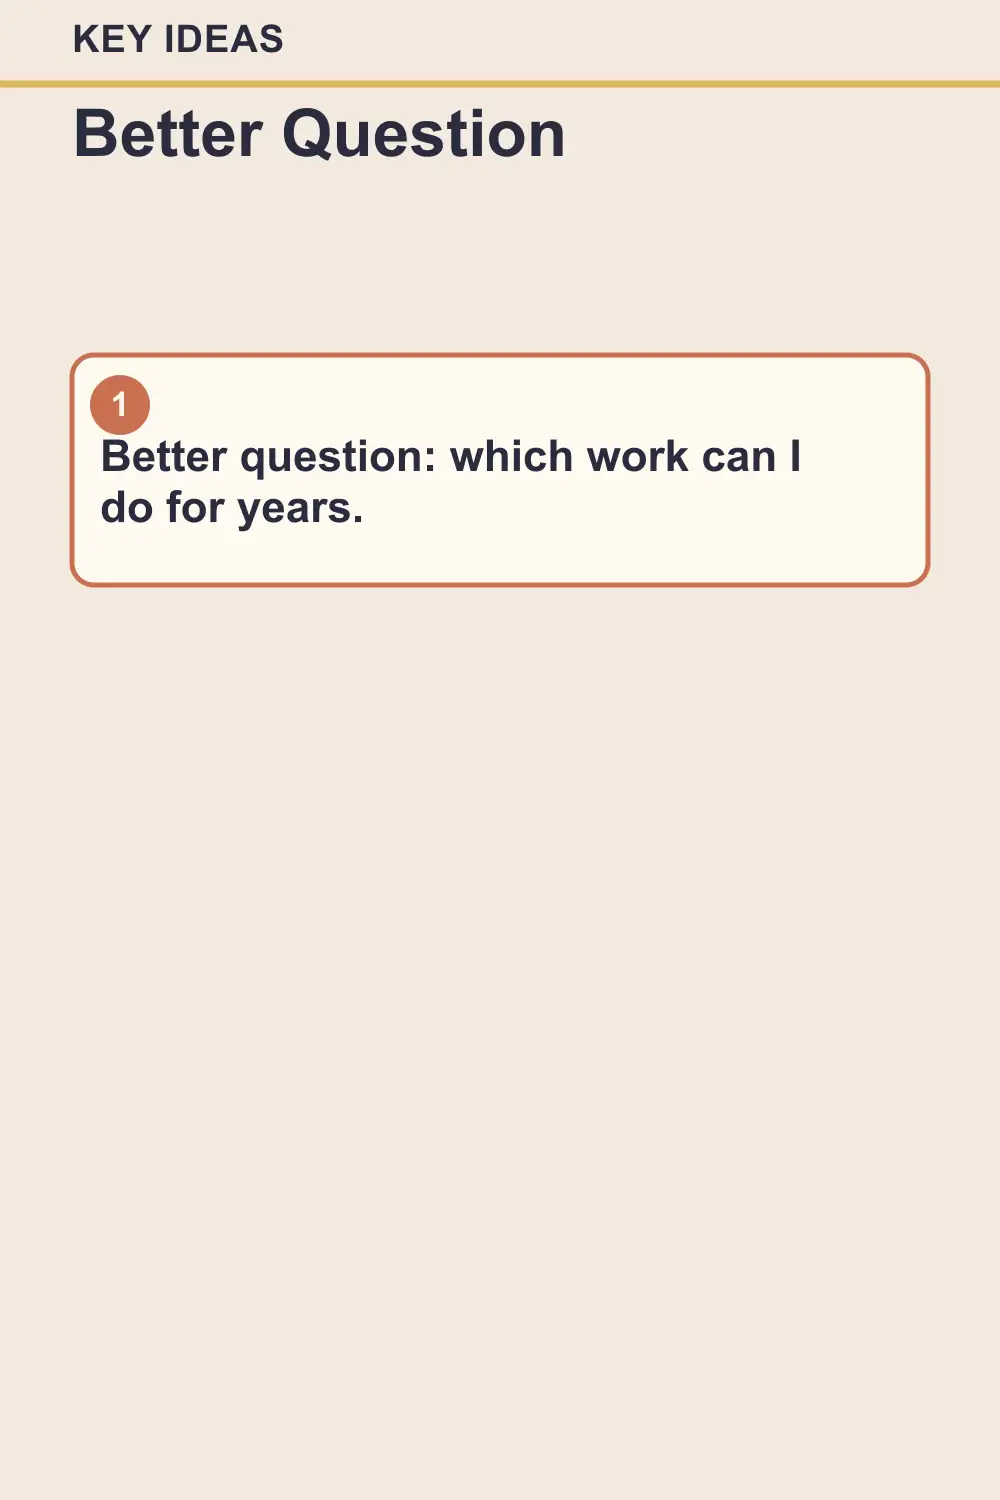 KEY IDEAS
Better Question
1
Better question: which work can I
do for years.